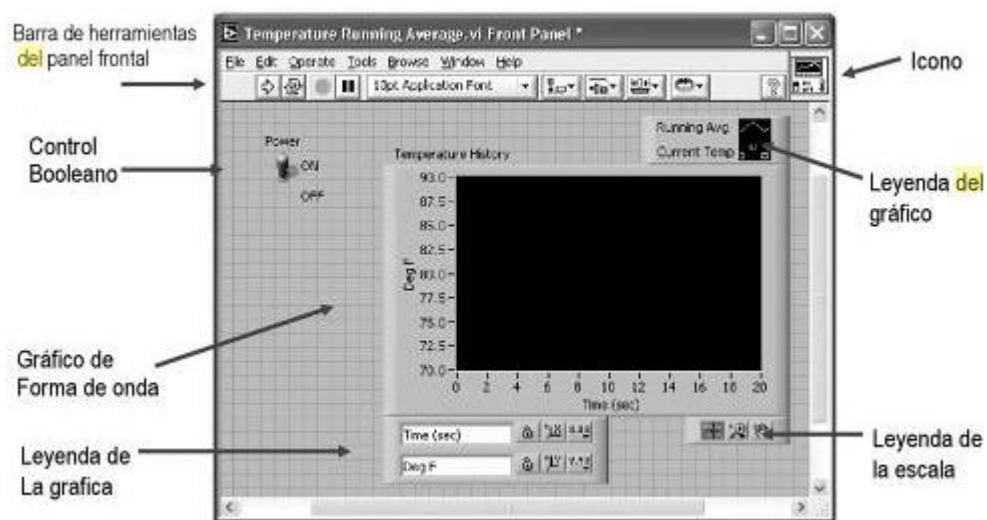 Barra de herramientas
del panel frontal
Temperature Running Average.vi Front Panel *
File Edit Operate Tools Browse Window Help
13pt Application Font
Icono
Control
Booleano
Power
ON
OFF
Temperature History
Running Avg
Current Temp
Leyenda del
gráfico
93.0
87.5
85.0
82.5
80.0
77.5
75.0
72.5
70.0
Deg F
0 2 4 6 8 10 12 14 16 18 20
Time (sec)
Gráfico de
Forma de onda
Time (sec)
Deg F
Leyenda de
La grafica
Leyenda de
la escala